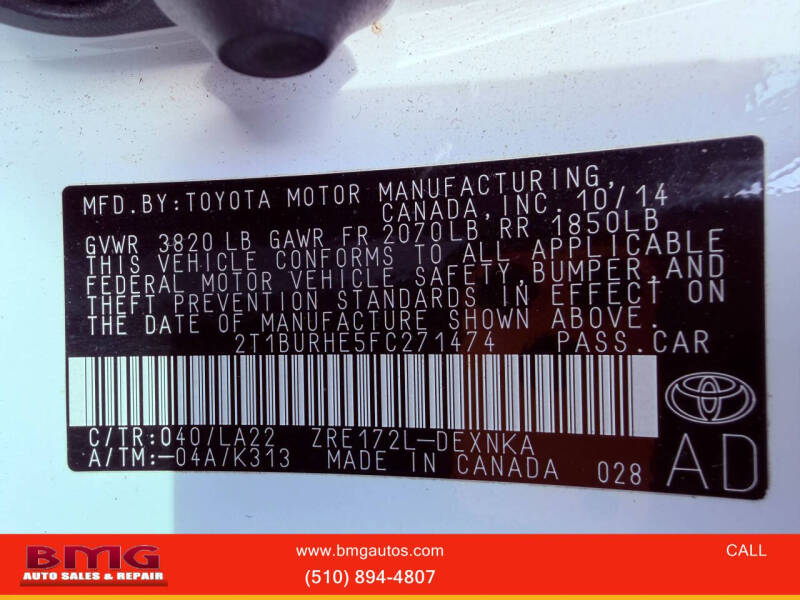 MFD.BY:TOYOTA MOTOR MANUFACTURING,
CANADA,INC. 10/14
GVWR 3820 LB GAWR FR 2070LB RR 1850LB
THIS VEHICLE CONFORMS TO ALL APPLICABLE
FEDERAL MOTOR VEHICLE SAFETY,BUMPER,AND
THEFT PREVENTION STANDARDS IN EFFECT ON
THE DATE OF MANUFACTURE SHOWN ABOVE.
2T1BURHE5FC271474 PASS.CAR
C/TR:040/LA22 ZRE172L-DEXNKA
A/TM:-04A/K313 MADE IN CANADA 028
AD
BMG
AUTO SALES & REPAIR
www.bmgautos.com
(510) 894-4807
CALL